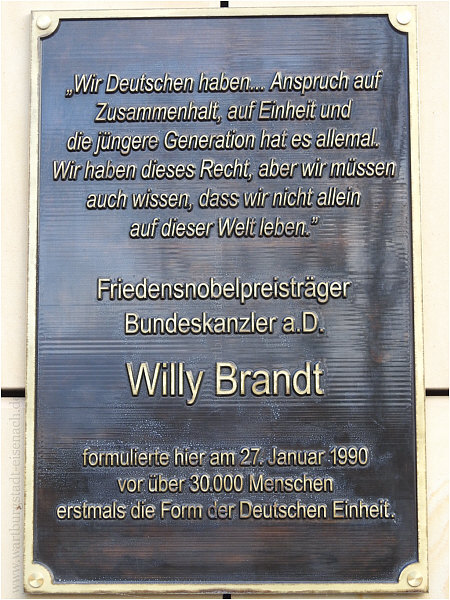 „Wir Deutschen haben.... Anspruch auf
Zusammenhalt, auf Einheit und
die jüngere Generation hat es allemal.
Wir haben dieses Recht, aber wir müssen
auch wissen, dass wir nicht allein
auf dieser Welt leben.”
Friedensnobelpreisträger
Bundeskanzler a.D.
Willy Brandt
formulierte hier am 27. Januar 1990
vor über 30.000 Menschen
erstmals die Form der Deutschen Einheit.
www.wartburgstadt-eisenach.de